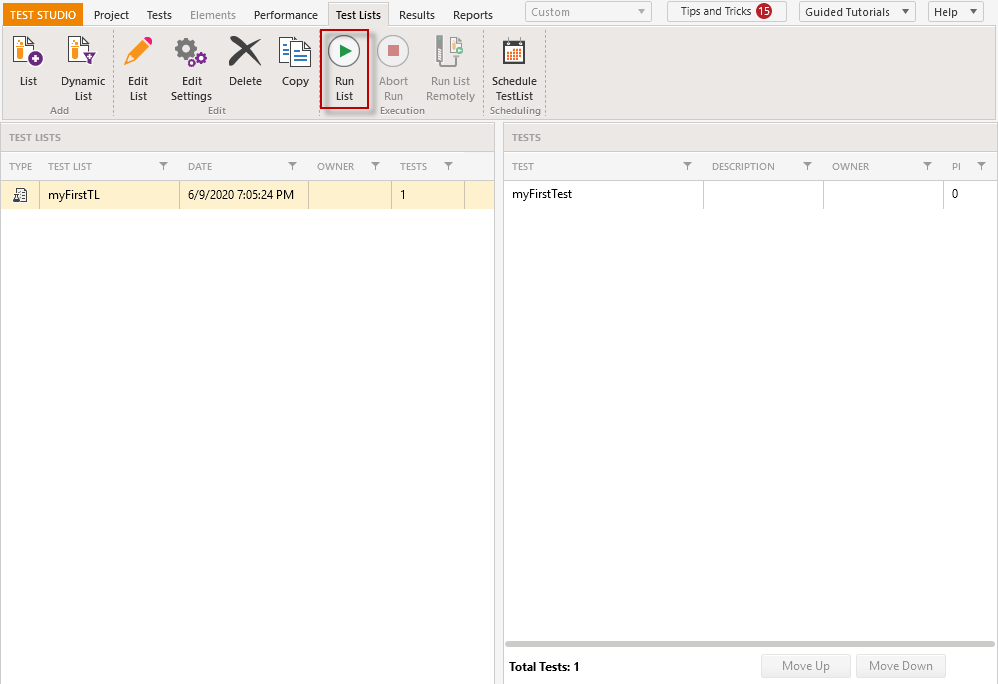 TEST STUDIO Project Tests Elements Performance Test Lists Results Reports Custom Tips and Tricks 15 Guided Tutorials Help
List Dynamic List Edit List Edit Settings Delete Copy Run List Abort Run Run List Remotely Schedule TestList
Add Edit Execution Scheduling
TEST LISTS
TYPE TEST LIST DATE OWNER TESTS
myFirstTL 6/9/2020 7:05:24 PM 1
TESTS
TEST DESCRIPTION OWNER PI
myFirstTest 0
Total Tests: 1 Move Up Move Down